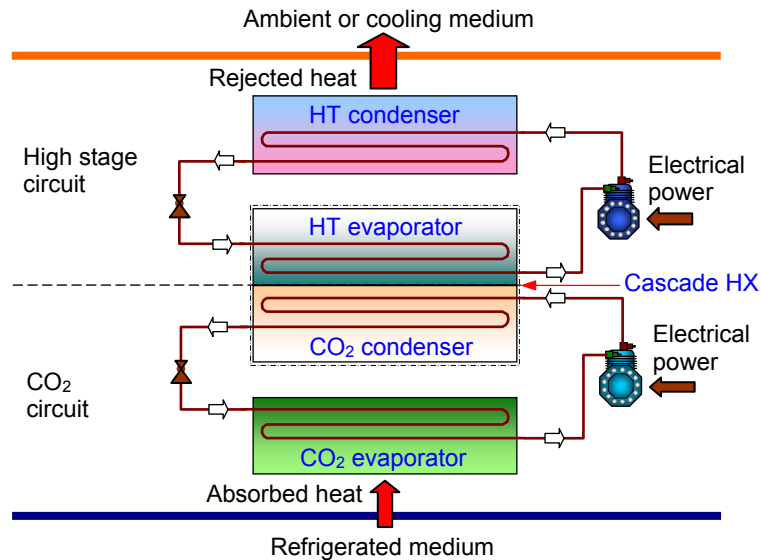 Ambient or cooling medium
Rejected heat
HT condenser
High stage
circuit
Electrical
power
HT evaporator
Cascade HX
CO₂ condenser
Electrical
power
CO₂
circuit
CO₂ evaporator
Absorbed heat
Refrigerated medium